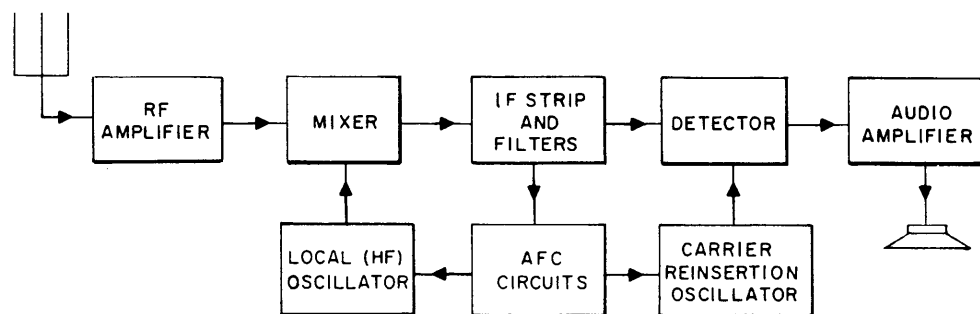 RF
AMPLIFIER
MIXER
IF STRIP
AND
FILTERS
DETECTOR
AUDIO
AMPLIFIER
LOCAL (HF)
OSCILLATOR
AFC
CIRCUITS
CARRIER
REINSERTION
OSCILLATOR